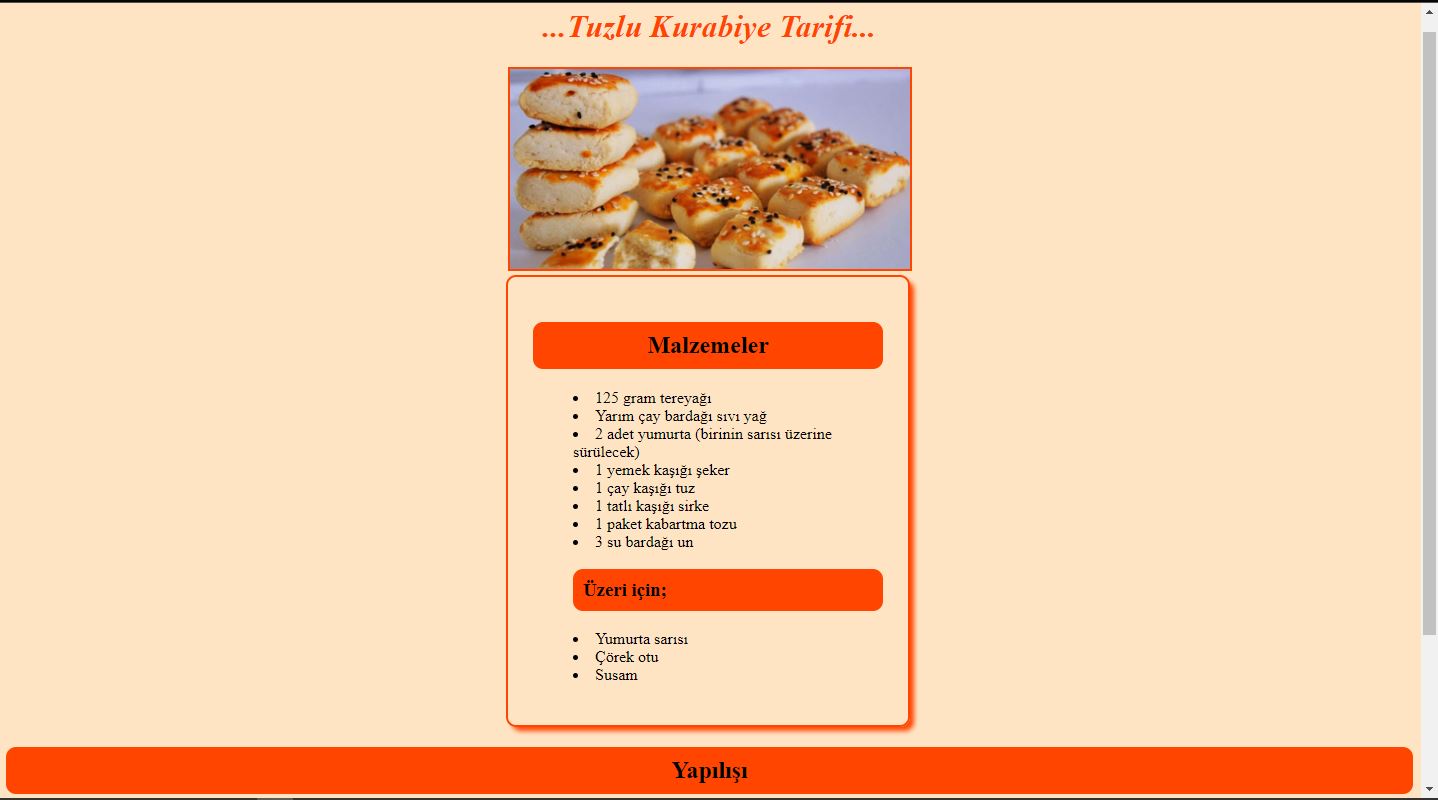 ...Tuzlu Kurabiye Tarifi...
Malzemeler
125 gram tereyağı
Yarım çay bardağı sıvı yağ
2 adet yumurta (birinin sarısı üzerine
sürülecek)
1 yemek kaşığı şeker
1 çay kaşığı tuz
1 tatlı kaşığı sirke
1 paket kabartma tozu
3 su bardağı un
Üzeri için;
Yumurta sarısı
Çörek otu
Susam
Yapılışı